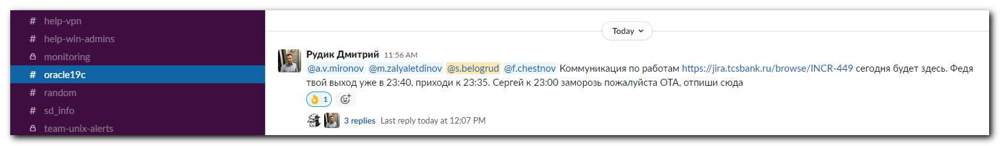 # help-vpn
# help-win-admins
monitoring
# oracle19c
# random
# sd_info
team-unix-alerts
Today
Рудик Дмитрий 11:56 AM
@a.v.mironov @m.zalyaletdinov @s.belogrud @f.chestnov Коммуникация по работам https://jira.tcsbank.ru/browse/INCR-449 сегодня будет здесь. Федя
твой выход уже в 23:40, приходи к 23:35. Сергей к 23:00 заморозь пожалуйста ОТА, отпиши сюда
1
3 replies Last reply today at 12:07 PM